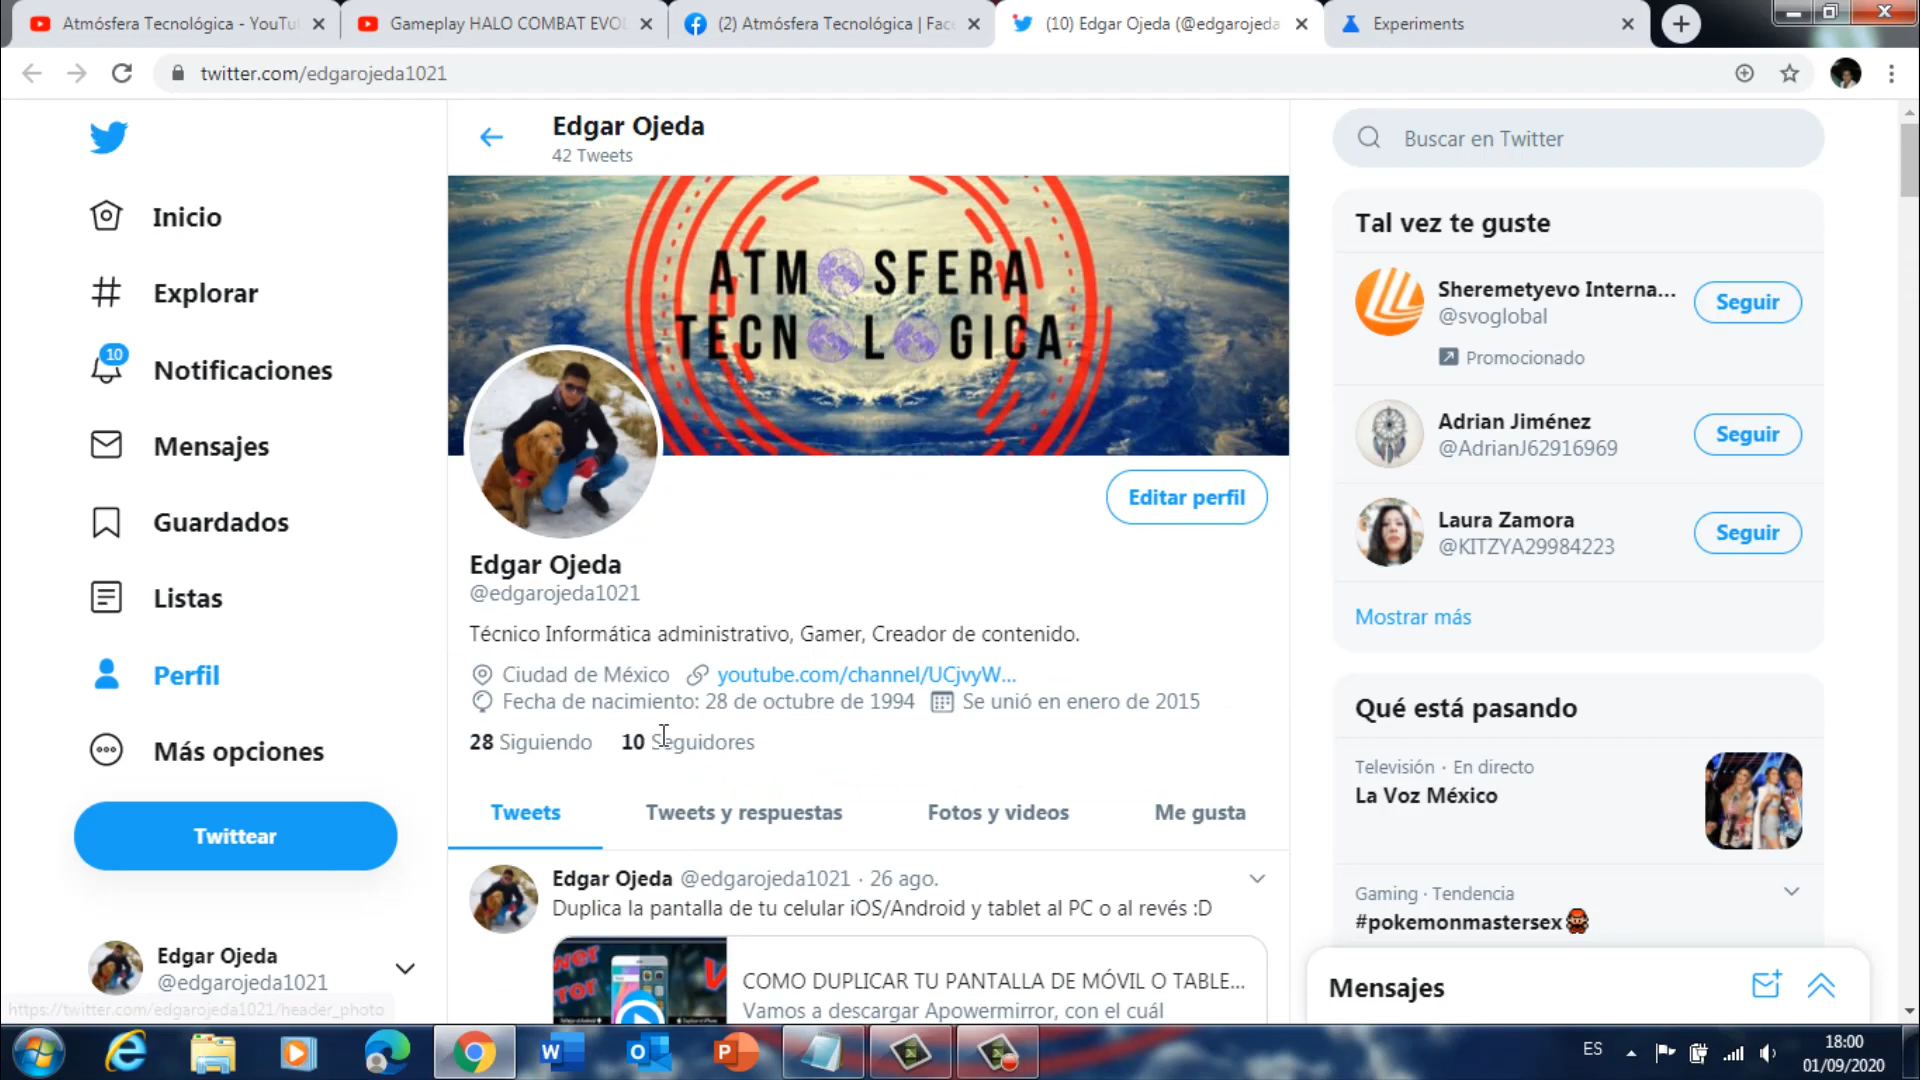 Atmósfera Tecnológica - YouTu
Gameplay HALO COMBAT EVOL
(2) Atmósfera Tecnológica | Face
(10) Edgar Ojeda (@edgarojeda
Experiments
twitter.com/edgarojeda1021
Inicio
Explorar
10
Notificaciones
Mensajes
Guardados
Listas
Perfil
Más opciones
Twittear
Edgar Ojeda
@edgarojeda1021
https://twitter.com/edgarojeda1021/header_photo
Edgar Ojeda
42 Tweets
ATMOSFERA
TECNOLOGICA
Editar perfil
Edgar Ojeda
@edgarojeda1021
Técnico Informática administrativo, Gamer, Creador de contenido.
Ciudad de México youtube.com/channel/UCjvyW...
Fecha de nacimiento: 28 de octubre de 1994 Se unió en enero de 2015
28 Siguiendo 10 Seguidores
Tweets Tweets y respuestas Fotos y videos Me gusta
Edgar Ojeda @edgarojeda1021 · 26 ago.
Duplica la pantalla de tu celular iOS/Android y tablet al PC o al revés :D
COMO DUPLICAR TU PANTALLA DE MÓVIL O TABLE...
Vamos a descargar Apowermirror, con el cuál
Buscar en Twitter
Tal vez te guste
Sheremetyevo Interna...
@svoglobal
Seguir
Promocionado
Adrian Jiménez
@AdrianJ62916969
Seguir
Laura Zamora
@KITZYA29984223
Seguir
Mostrar más
Qué está pasando
Televisión · En directo
La Voz México
Gaming · Tendencia
#pokemonmastersex
Mensajes
ES
18:00
01/09/2020